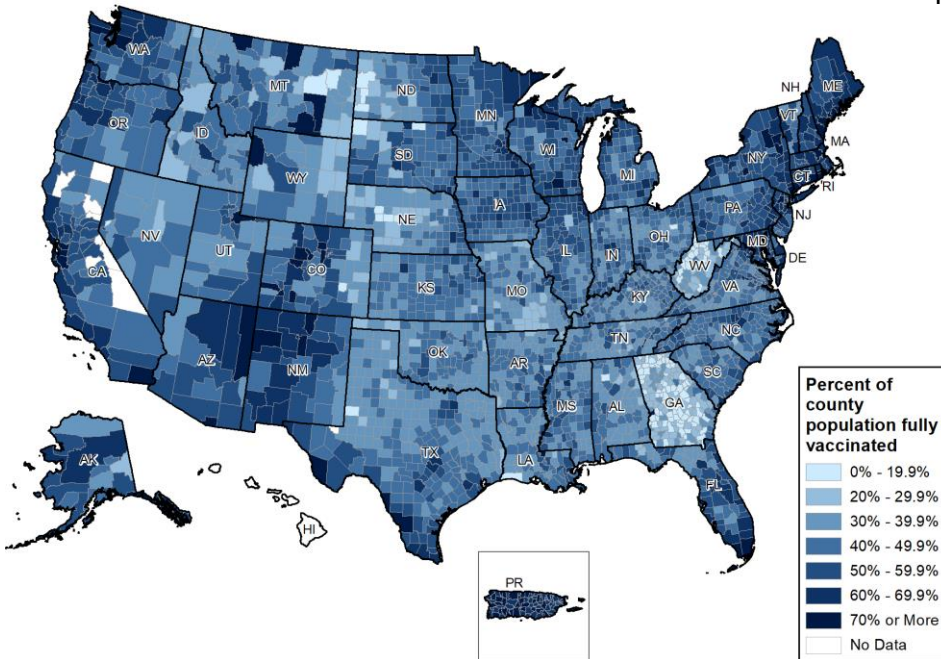 WA
MT
ND
MN
NH
ME
VT
OR
ID
SD
WI
MI
NY
MA
WY
CT
RI
NE
IA
PA
NJ
NV
UT
CO
IL
IN
OH
MD
DE
CA
KS
MO
WV
VA
KY
AZ
NM
OK
AR
TN
NC
SC
MS
AL
GA
TX
LA
FL
AK
HI
PR
Percent of
county
population fully
vaccinated
0% - 19.9%
20% - 29.9%
30% - 39.9%
40% - 49.9%
50% - 59.9%
60% - 69.9%
70% or More
No Data